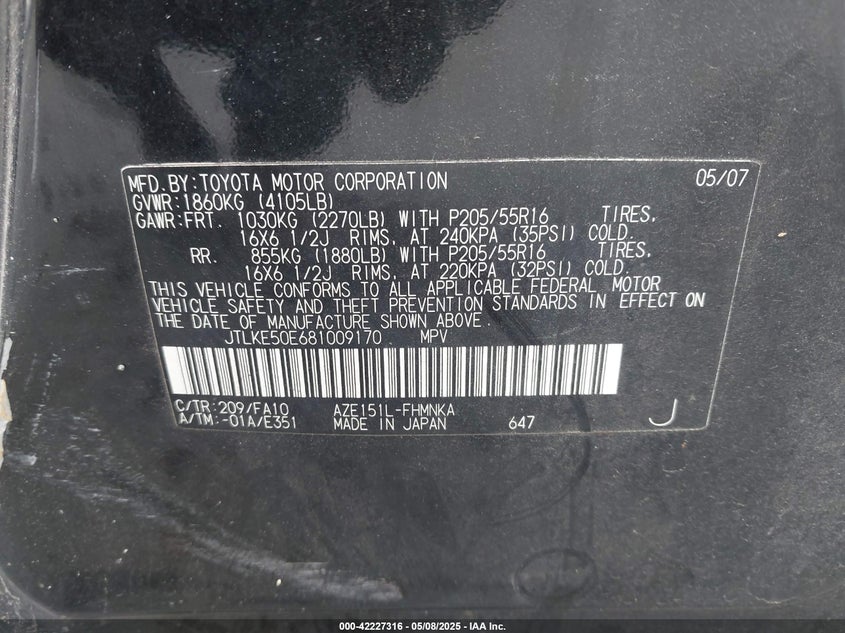 MFD.BY:TOYOTA MOTOR CORPORATION 05/07
GVWR:1860KG (4105LB)
GAWR:FRT. 1030KG (2270LB) WITH P205/55R16 TIRES,
16X6 1/2J RIMS, AT 240KPA (35PSI) COLD.
RR. 855KG (1880LB) WITH P205/55R16 TIRES,
16X6 1/2J RIMS, AT 220KPA (32PSI) COLD.
THIS VEHICLE CONFORMS TO ALL APPLICABLE FEDERAL MOTOR
VEHICLE SAFETY AND THEFT PREVENTION STANDARDS IN EFFECT ON
THE DATE OF MANUFACTURE SHOWN ABOVE.
JTLKE50E681009170 MPV
C/TR:209/FA10 AZE151L-FHMNKA
A/TM:-01A/E351 MADE IN JAPAN 647 J
000-42227316 - 05/08/2025 - IAA Inc.